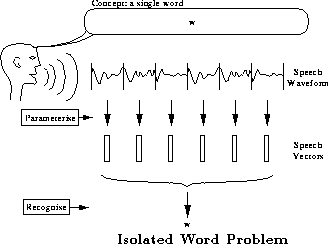 Concept: a single word
w
Speech
Waveform
Parameterise
Speech
Vectors
Recognise
w
Isolated Word Problem